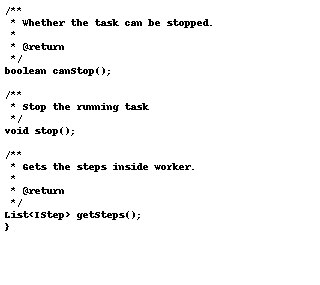 /**
 * Whether the task can be stopped.
 *
 * @return
 */
boolean canStop();
/**
 * Stop the running task
 */
void stop();
/**
 * Gets the steps inside worker.
 *
 * @return
 */
List<IStep> getSteps();
}